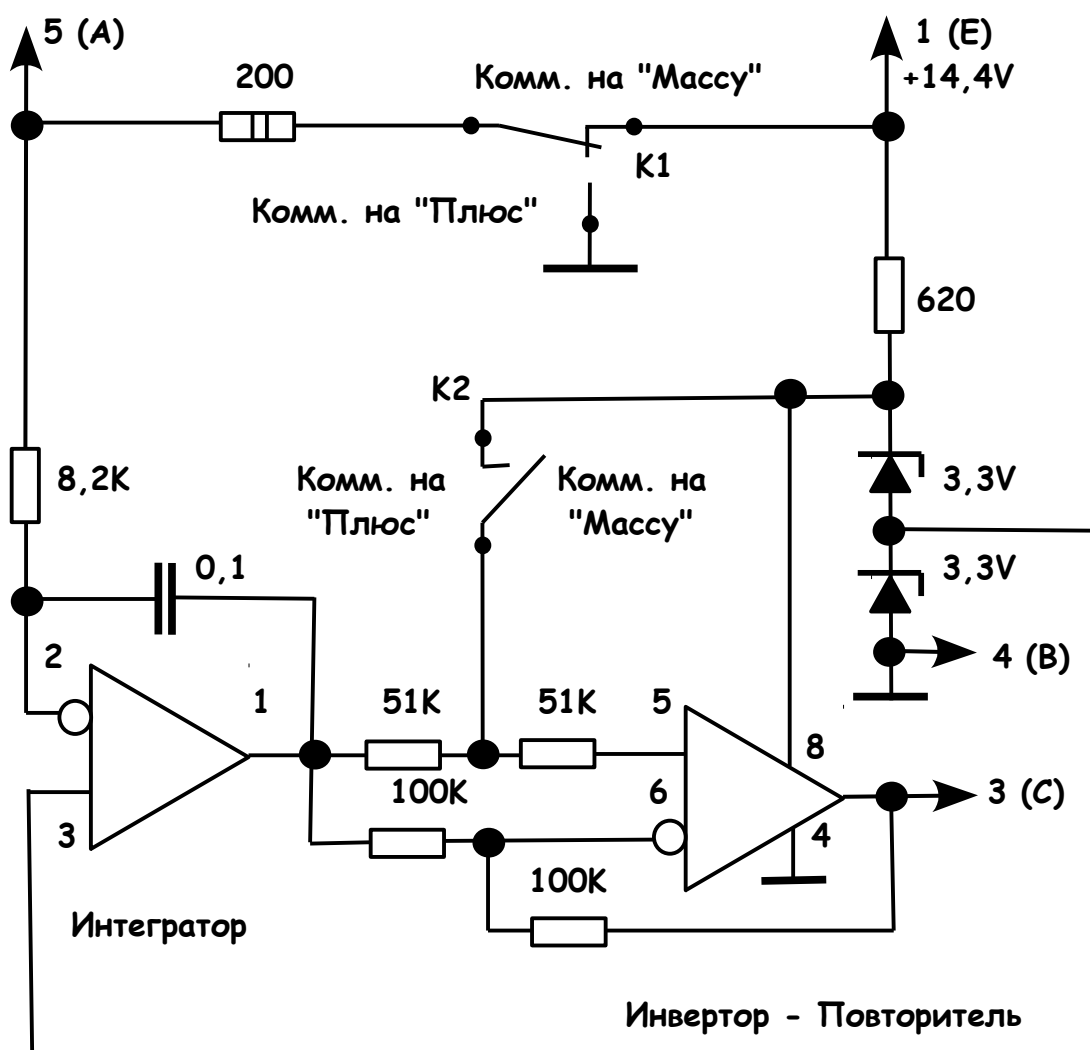 5 (A)
1 (E)
200
Комм. на "Массу"
+14,4V
K1
Комм. на "Плюс"
620
K2
8,2K
Комм. на
"Плюс"
Комм. на
"Массу"
3,3V
0,1
3,3V
2
4 (B)
1
51K
51K
5
8
100K
6
3 (C)
3
4
100K
Интегратор
Инвертор - Повторитель